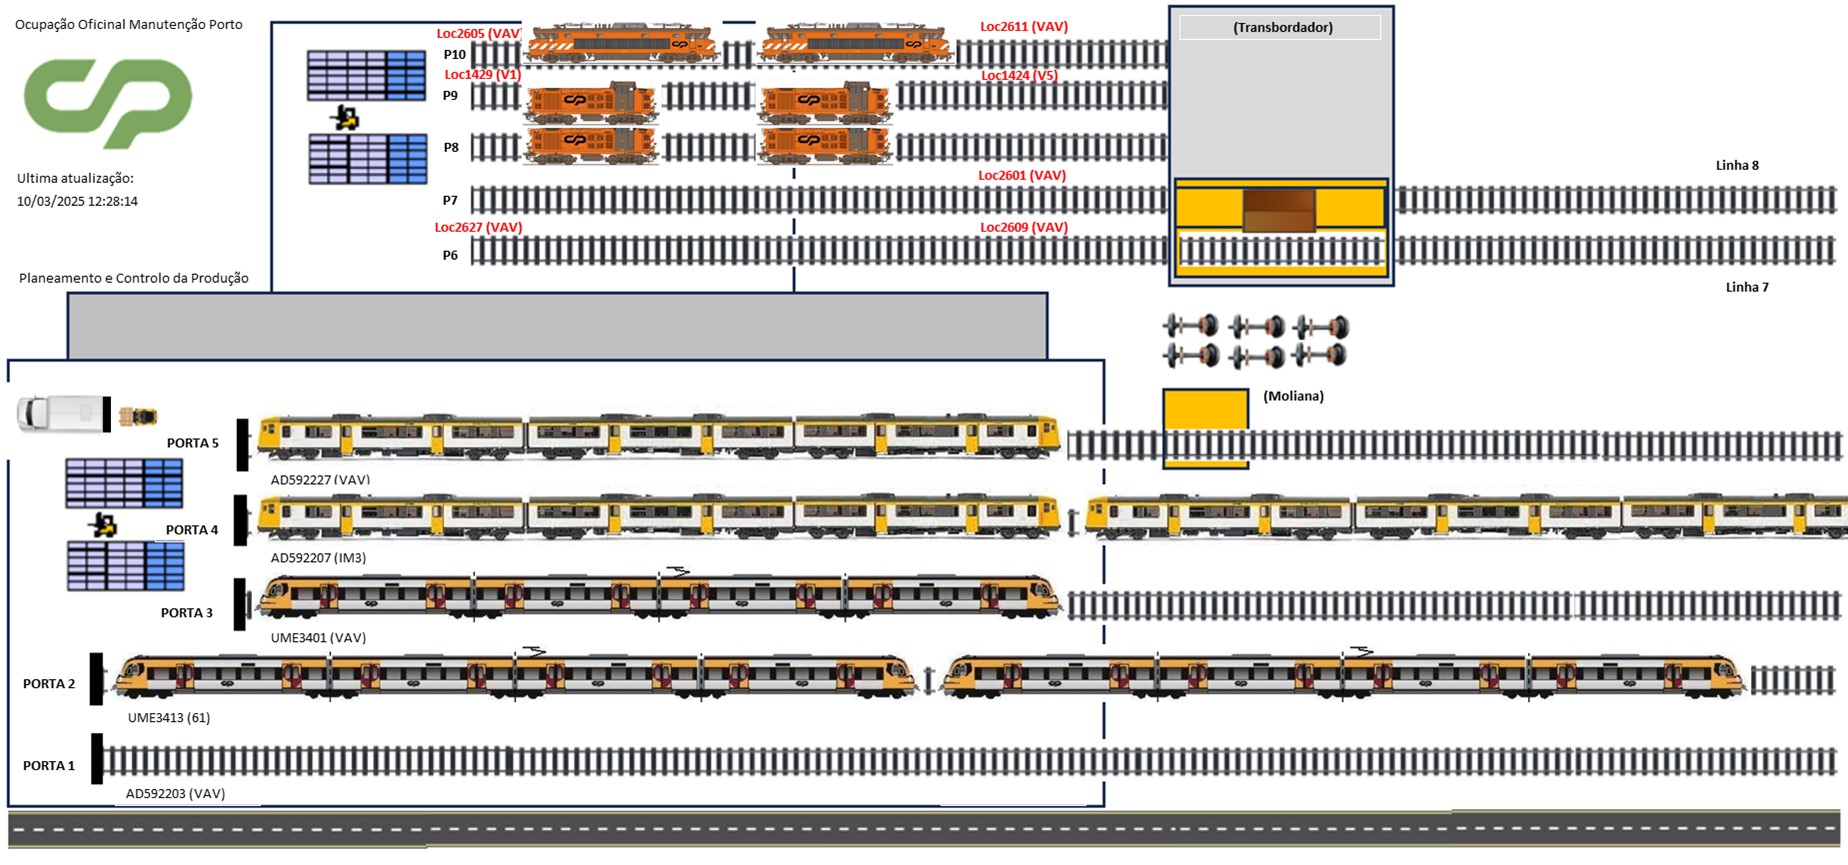 Ocupação Oficinal Manutenção Porto
CP
Ultima atualização:
10/03/2025 12:28:14
Planeamento e Controlo da Produção
Loc2605 (VAV)
Loc2611 (VAV)
P10
Loc1429 (V1)
Loc1424 (V5)
P9
P8
Loc2601 (VAV)
P7
Loc2627 (VAV)
Loc2609 (VAV)
P6
(Transbordador)
Linha 8
Linha 7
(Moliana)
PORTA 5
AD592227 (VAV)
PORTA 4
AD592207 (IM3)
PORTA 3
UME3401 (VAV)
PORTA 2
UME3413 (61)
PORTA 1
AD592203 (VAV)